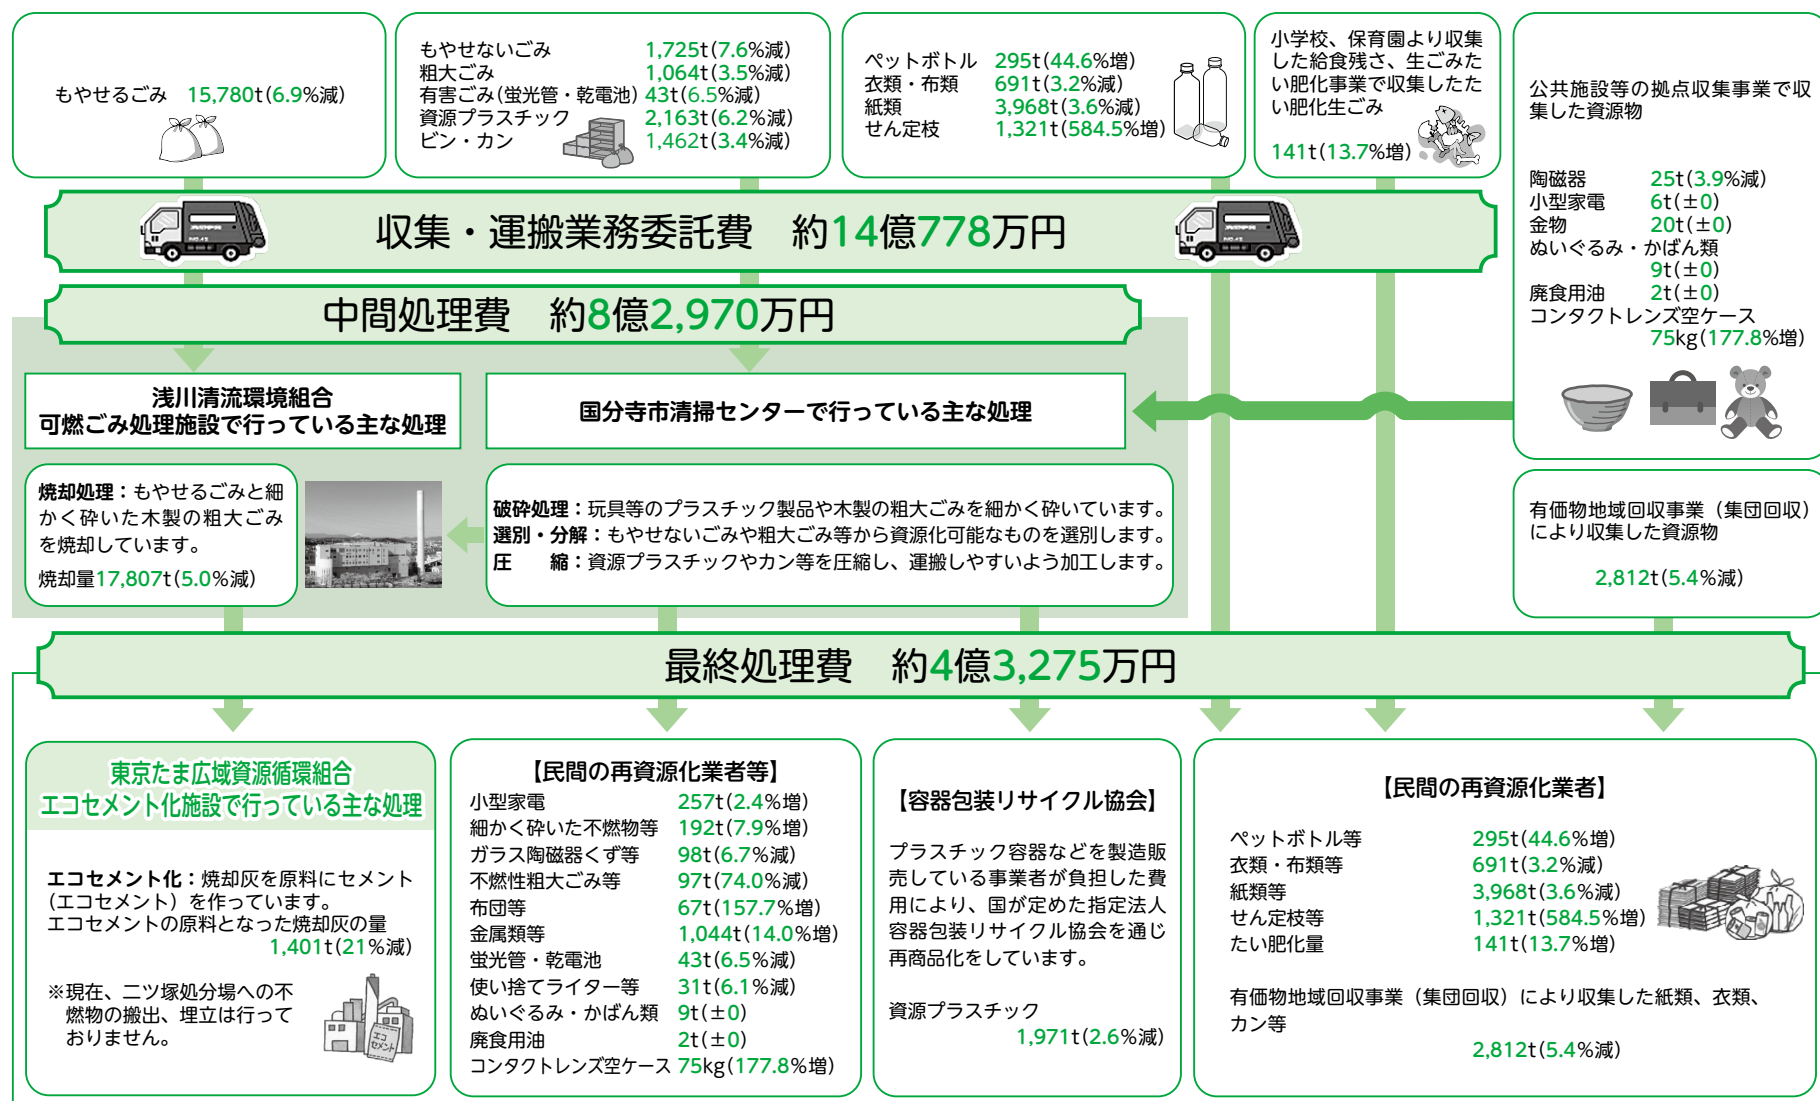 もやせるごみ　15,780t(6.9%減)
もやせないごみ　1,725t(7.6%減)
粗大ごみ　1,064t(3.5%減)
有害ごみ(蛍光管・乾電池) 43t(6.5%減)
資源プラスチック　2,163t(6.2%減)
ビン・カン　1,462t(3.4%減)
ペットボトル　295t(44.6%増)
衣類・布類　691t(3.2%減)
紙類　3,968t(3.6%減)
せん定枝　1,321t(584.5%増)
小学校、保育園より収集
した給食残さ、生ごみた
い肥化事業で収集したた
い肥化生ごみ
141t(13.7%増)
公共施設等の拠点収集事業で収
集した資源物
陶磁器　25t(3.9%減)
小型家電　6t(±0)
金物　20t(±0)
ぬいぐるみ・かばん類
9t(±0)
廃食用油　2t(±0)
コンタクトレンズ空ケース
75kg(177.8%増)
収集・運搬業務委託費　約14億778万円
中間処理費　約8億2,970万円
浅川清流環境組合
可燃ごみ処理施設で行っている主な処理
国分寺市清掃センターで行っている主な処理
焼却処理：もやせるごみと細
かく砕いた木製の粗大ごみ
を焼却しています。
焼却量17,807t(5.0%減)
破砕処理：玩具等のプラスチック製品や木製の粗大ごみを細かく砕いています。
選別・分解：もやせないごみや粗大ごみ等から資源化可能なものを選別します。
圧　　縮：資源プラスチックやカン等を圧縮し、運搬しやすいよう加工します。
有価物地域回収事業（集団回収）
により収集した資源物
2,812t(5.4%減)
最終処理費　約4億3,275万円
東京たま広域資源循環組合
エコセメント化施設で行っている主な処理
エコセメント化：焼却灰を原料にセメント
（エコセメント）を作っています。
エコセメントの原料となった焼却灰の量
1,401t(21%減)
※現在、二ツ塚処分場への不
燃物の搬出、埋立は行って
おりません。
エコ
セメント
【民間の再資源化業者等】
小型家電　257t(2.4%増)
細かく砕いた不燃物等　192t(7.9%増)
ガラス陶磁器くず等　98t(6.7%減)
不燃性粗大ごみ等　97t(74.0%減)
布団等　67t(157.7%増)
金属類等　1,044t(14.0%増)
蛍光管・乾電池　43t(6.5%減)
使い捨てライター等　31t(6.1%減)
ぬいぐるみ・かばん類　9t(±0)
廃食用油　2t(±0)
コンタクトレンズ空ケース 75kg(177.8%増)
【容器包装リサイクル協会】
プラスチック容器などを製造販
売している事業者が負担した費
用により、国が定めた指定法人
容器包装リサイクル協会を通じ
再商品化をしています。
資源プラスチック
1,971t(2.6%減)
【民間の再資源化業者】
ペットボトル等　295t(44.6%増)
衣類・布類等　691t(3.2%減)
紙類等　3,968t(3.6%減)
せん定枝等　1,321t(584.5%増)
たい肥化量　141t(13.7%増)
有価物地域回収事業（集団回収）により収集した紙類、衣類、
カン等
2,812t(5.4%減)